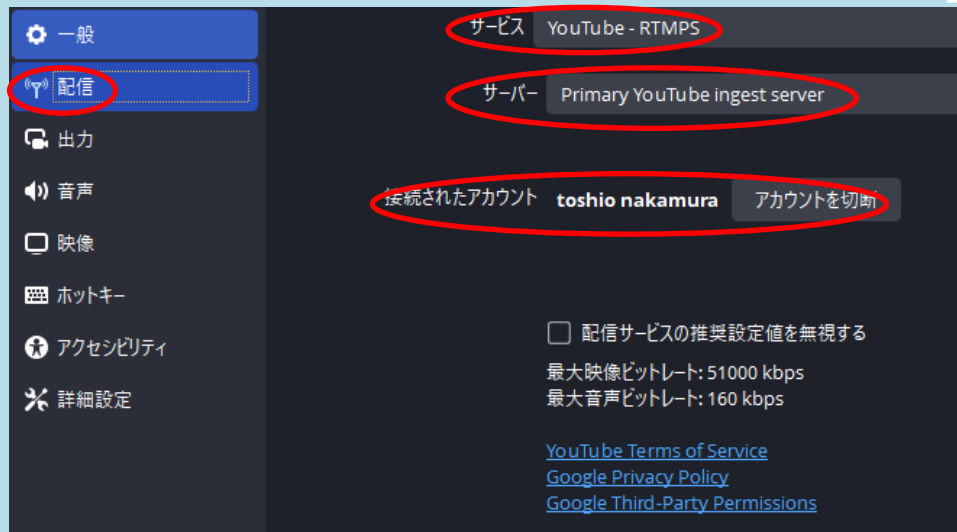 一般
配信
出力
音声
映像
ホットキー
アクセシビリティ
詳細設定
サービス YouTube - RTMPS
サーバー Primary YouTube ingest server
接続されたアカウント toshio nakamura アカウントを切断
配信サービスの推奨設定値を無視する
最大映像ビットレート: 51000 kbps
最大音声ビットレート: 160 kbps
YouTube Terms of Service
Google Privacy Policy
Google Third-Party Permissions